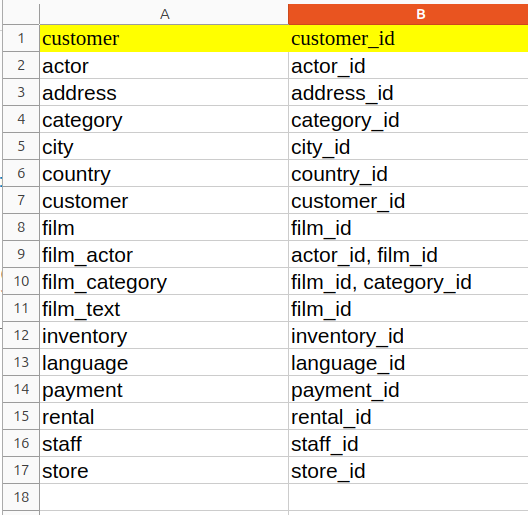 A B
1 customer customer_id
2 actor actor_id
3 address address_id
4 category category_id
5 city city_id
6 country country_id
7 customer customer_id
8 film film_id
9 film_actor actor_id, film_id
10 film_category film_id, category_id
11 film_text film_id
12 inventory inventory_id
13 language language_id
14 payment payment_id
15 rental rental_id
16 staff staff_id
17 store store_id
18